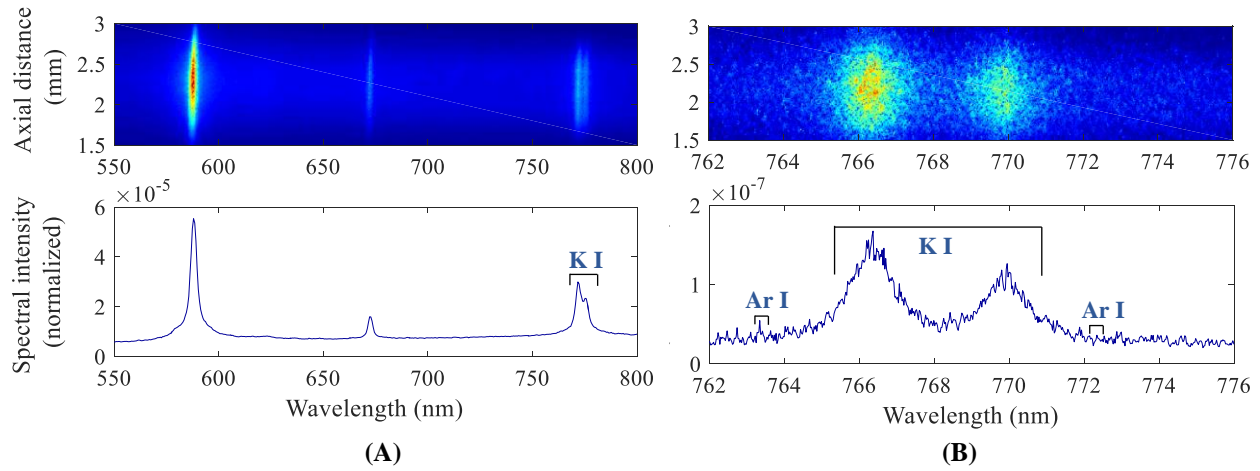 Axial distance
(mm)
3
2.5
2
1.5
550 600 650 700 750 800
×10-5
Spectral intensity
(normalized)
6
4
2
0
K I
550 600 650 700 750 800
Wavelength (nm)
(A)
3
2.5
2
1.5
762 764 766 768 770 772 774 776
×10-7
2
1
0
K I
Ar I
Ar I
762 764 766 768 770 772 774 776
Wavelength (nm)
(B)